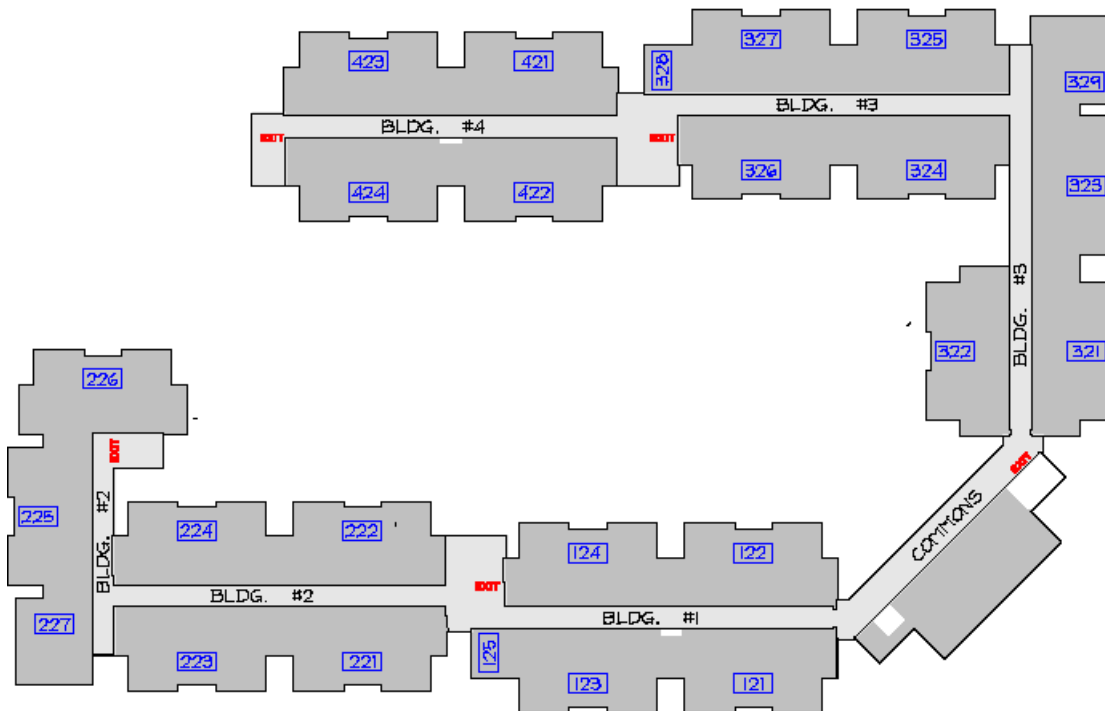 327
325
423
421
328
329
BLDG. #3
BLDG. #4
EXIT
EXIT
326
324
323
424
422
BLDG. #3
322
321
226
EXIT
EXIT
COMMONS
225
BLDG. #2
224
222
124
122
EXIT
BLDG. #2
BLDG. #1
227
125
223
221
123
121